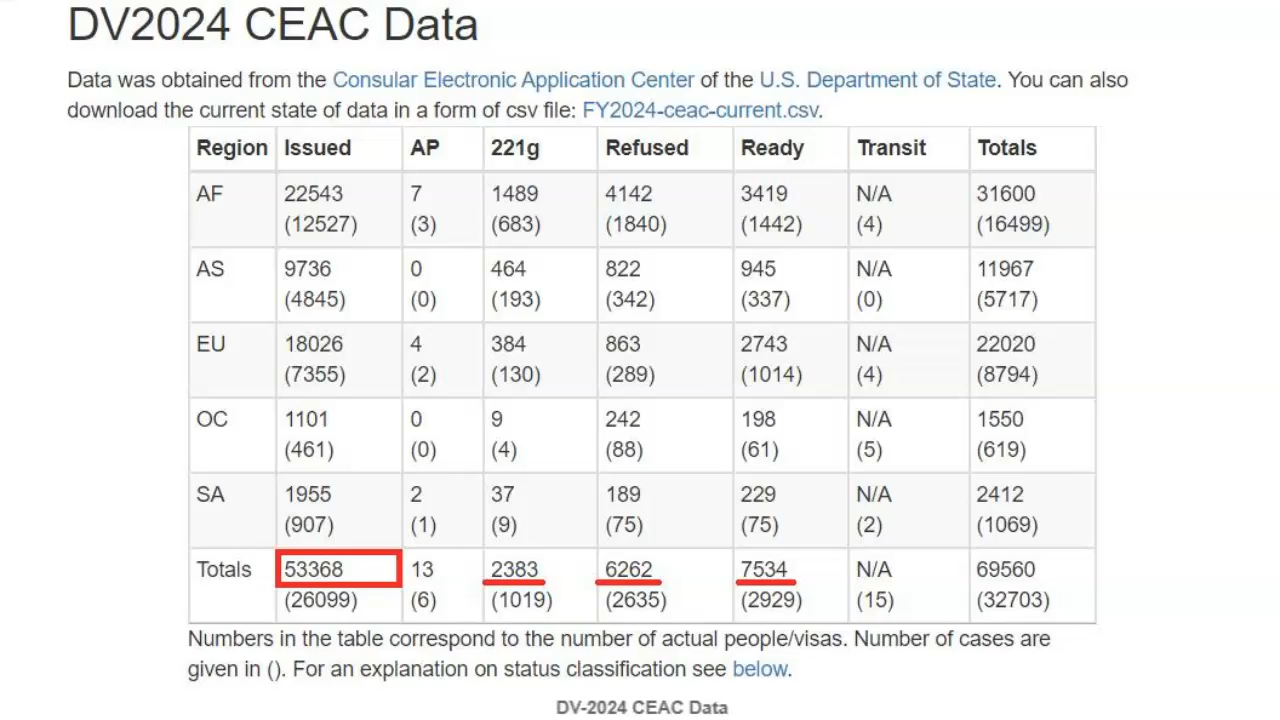 DV2024 CEAC Data
Data was obtained from the Consular Electronic Application Center of the U.S. Department of State. You can also
download the current state of data in a form of csv file: FY2024-ceac-current.csv.
Region Issued AP 221g Refused Ready Transit Totals
AF 22543 7 1489 4142 3419 N/A 31600
(12527) (3) (683) (1840) (1442) (4) (16499)
AS 9736 0 464 822 945 N/A 11967
(4845) (0) (193) (342) (337) (0) (5717)
EU 18026 4 384 863 2743 N/A 22020
(7355) (2) (130) (289) (1014) (4) (8794)
OC 1101 0 9 242 198 N/A 1550
(461) (0) (4) (88) (61) (5) (619)
SA 1955 2 37 189 229 N/A 2412
(907) (1) (9) (75) (75) (2) (1069)
Totals 53368 13 2383 6262 7534 N/A 69560
(26099) (6) (1019) (2635) (2929) (15) (32703)
Numbers in the table correspond to the number of actual people/visas. Number of cases are
given in (). For an explanation on status classification see below.
DV-2024 CEAC Data